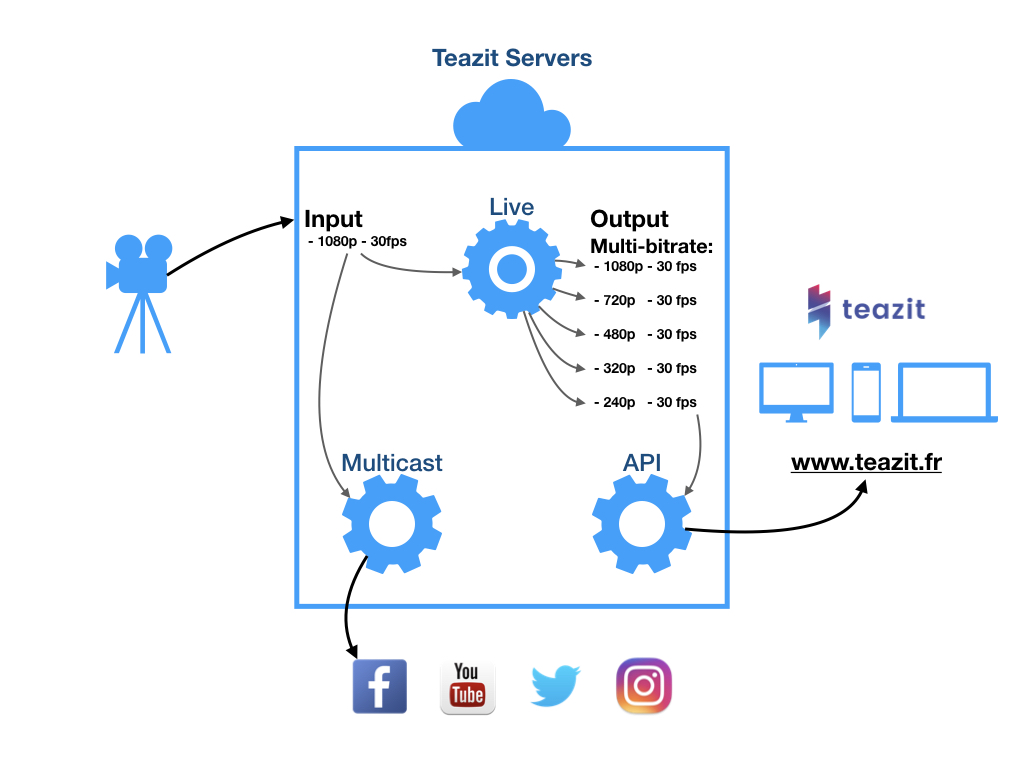 Teazit Servers
Live
Input
- 1080p - 30fps
Output
Multi-bitrate:
- 1080p - 30 fps
- 720p - 30 fps
- 480p - 30 fps
- 320p - 30 fps
- 240p - 30 fps
teazit
www.teazit.fr
Multicast
API
f
You
Tube